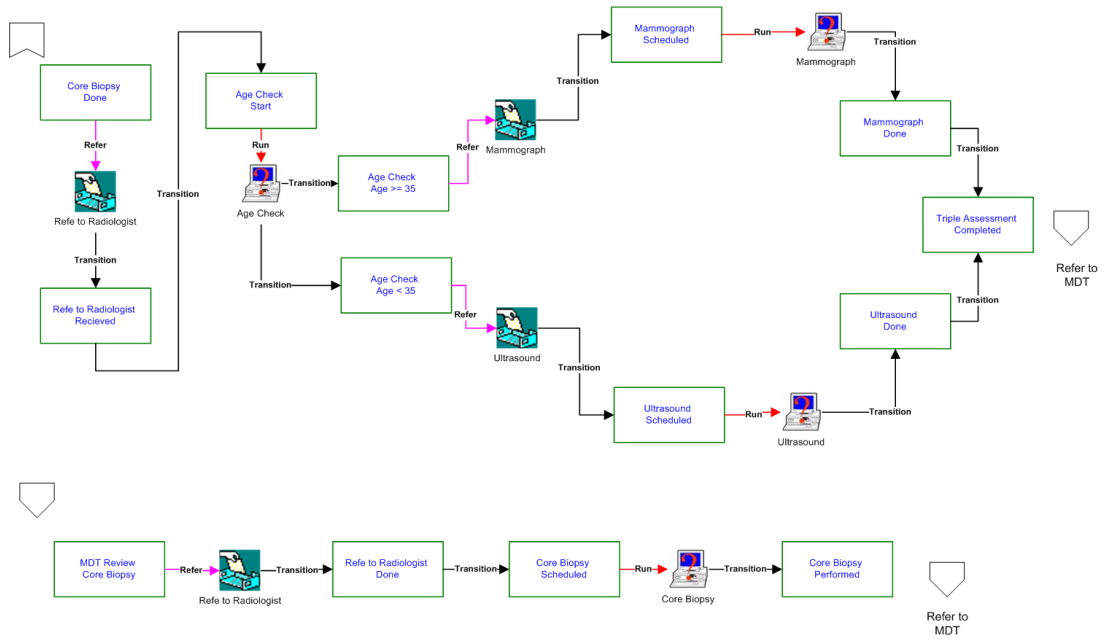 Core Biopsy
Done
Refer
Refe to Radiologist
Transition
Refe to Radiologist
Recieved
Transition
Age Check
Start
Run
Age Check
Transition
Age Check
Age >= 35
Refer
Mammograph
Transition
Mammograph
Scheduled
Run
Mammograph
Transition
Mammograph
Done
Transition
Triple Assessment
Completed
Refer to
MDT
Transition
Age Check
Age < 35
Refer
Ultrasound
Transition
Ultrasound
Scheduled
Run
Ultrasound
Transition
Ultrasound
Done
Transition
MDT Review
Core Biopsy
Refer
Refe to Radiologist
Transition
Refe to Radiologist
Done
Transition
Core Biopsy
Scheduled
Run
Core Biopsy
Transition
Core Biopsy
Performed
Refer to
MDT